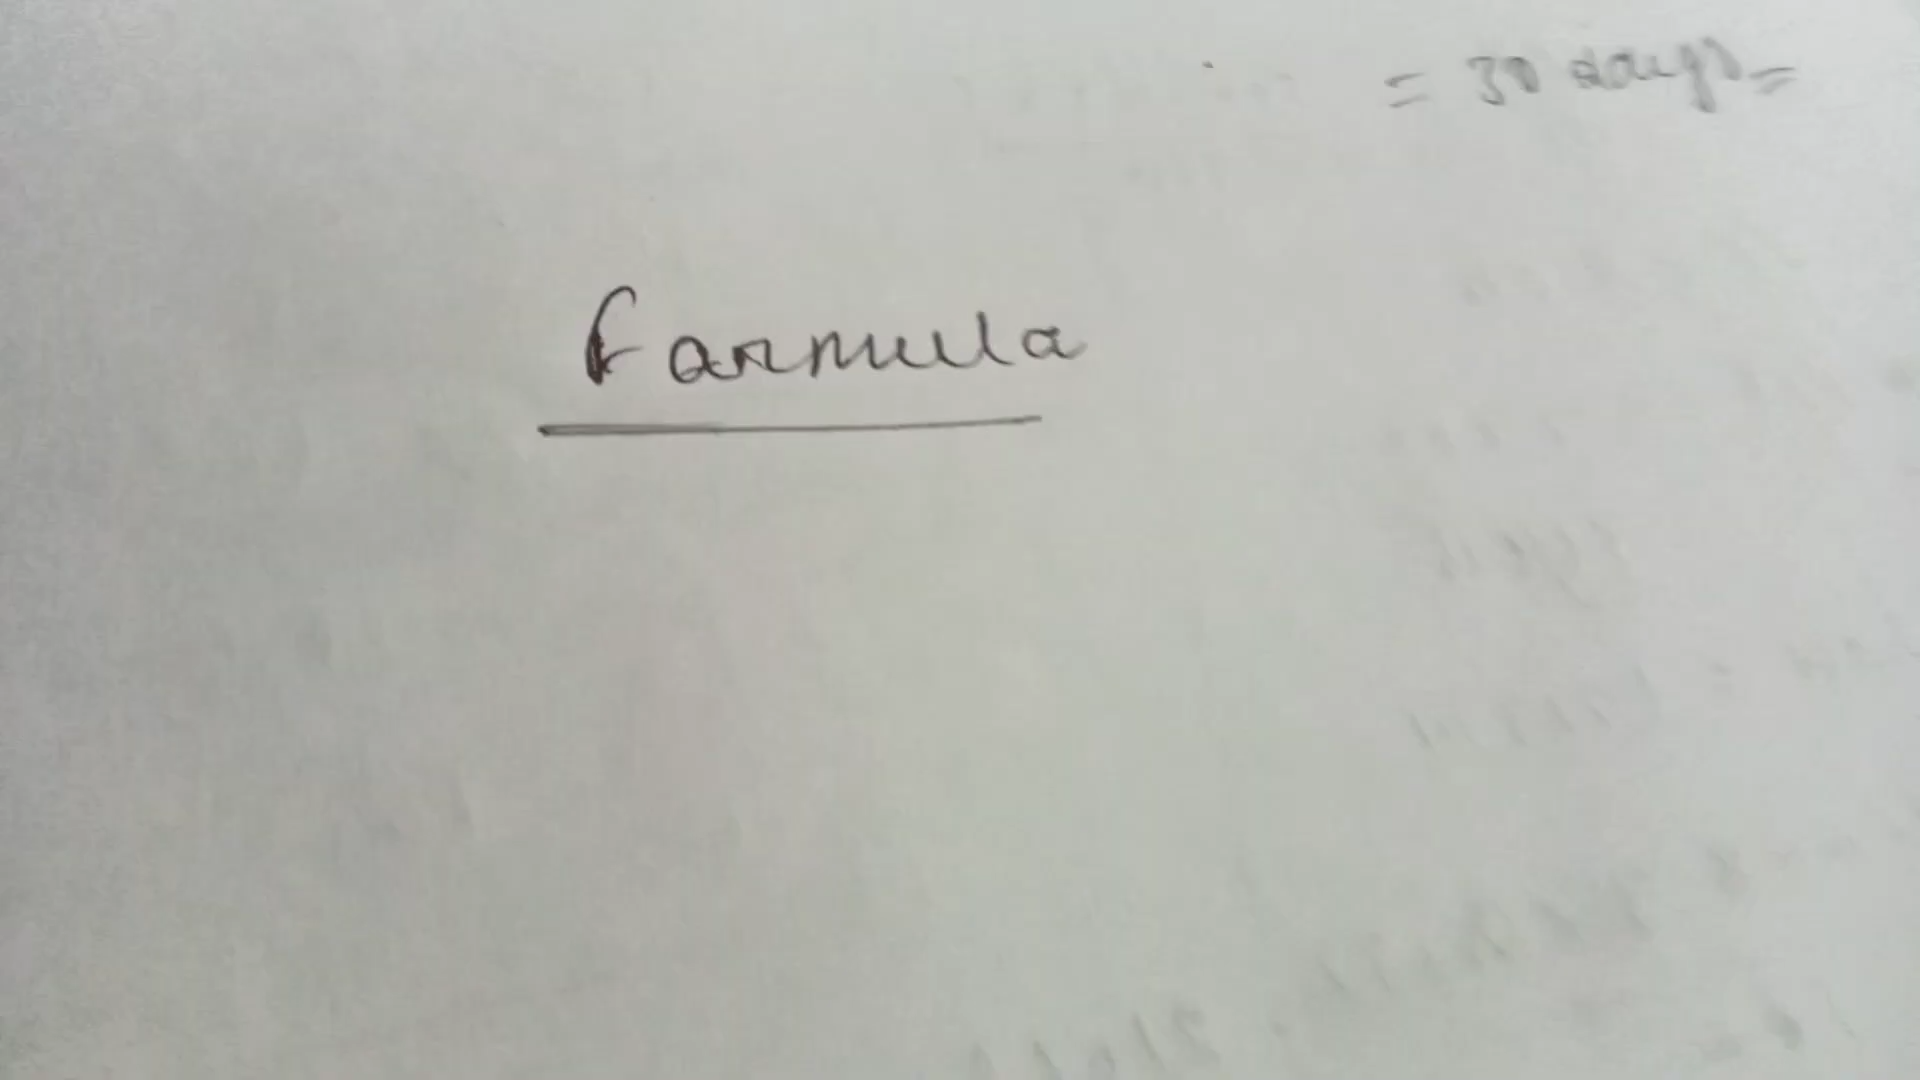 = 30 days =
Formula